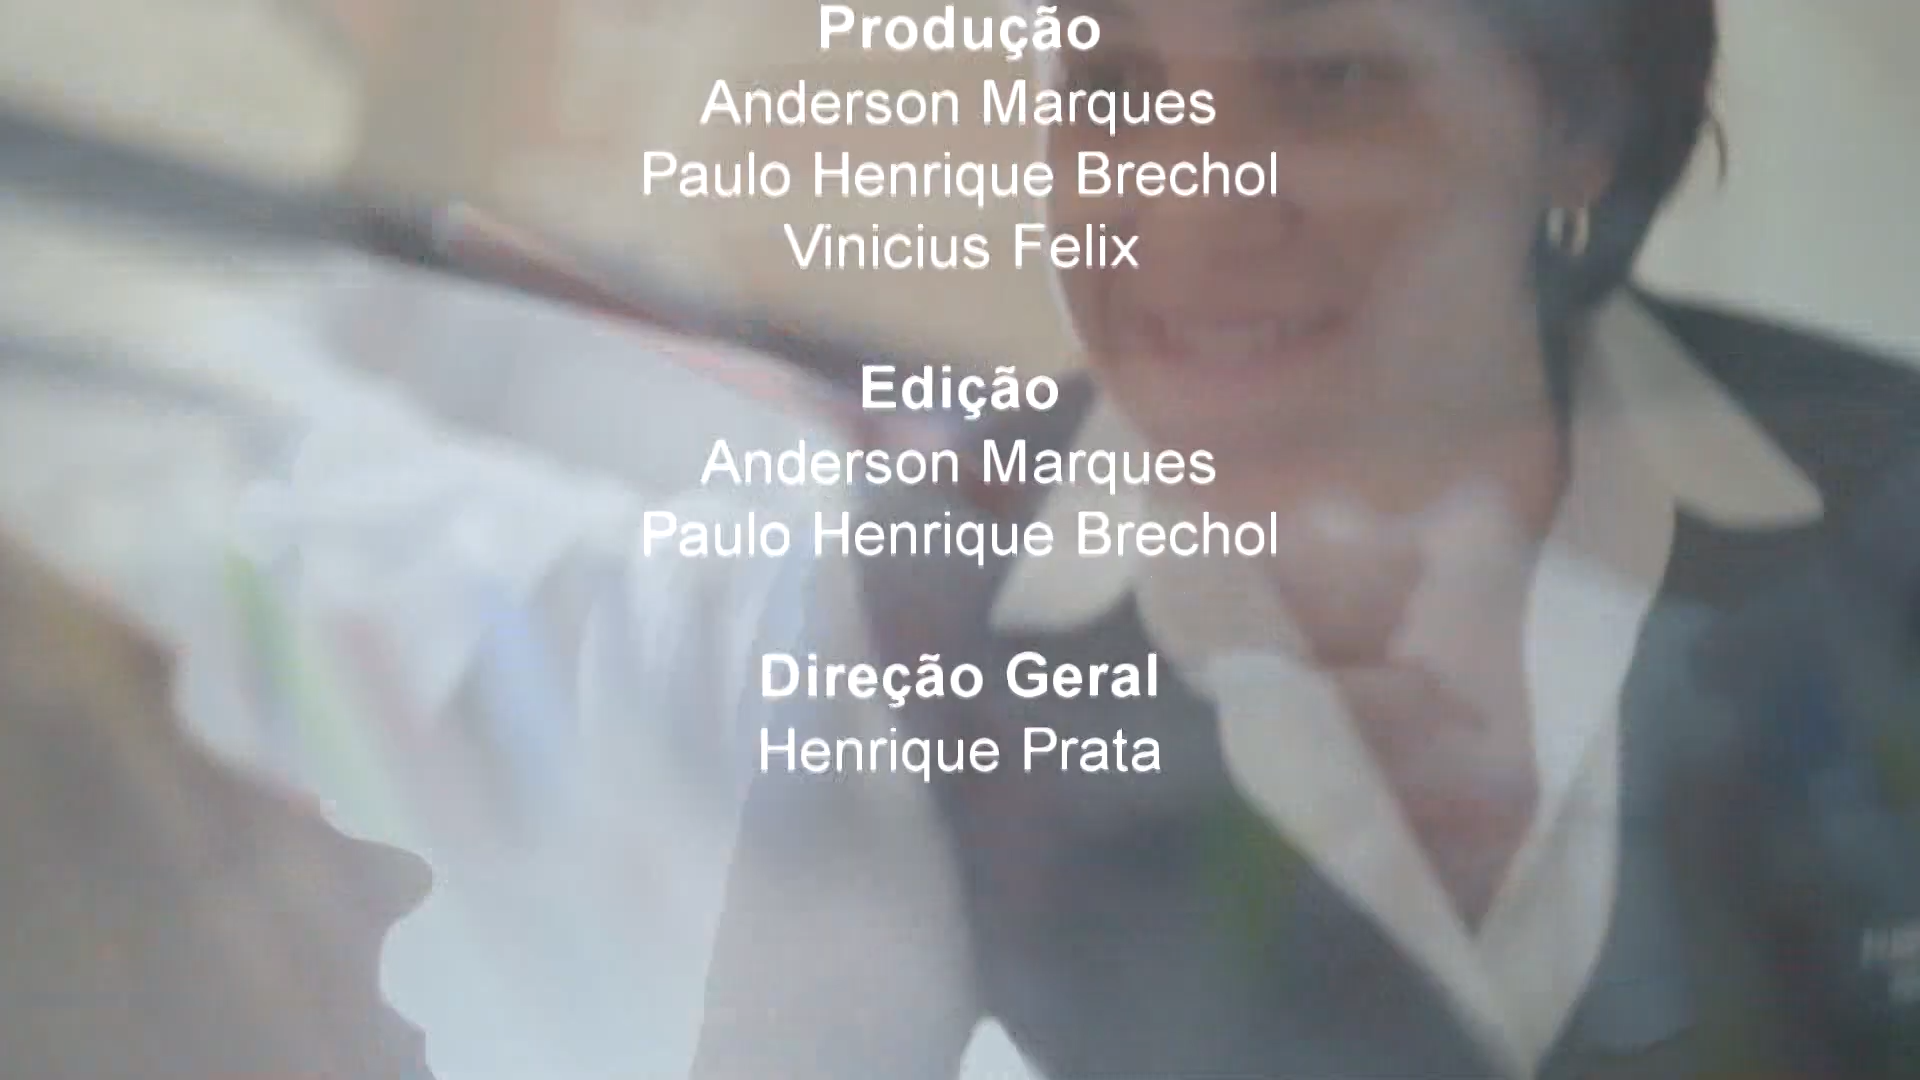 Produção
Anderson Marques
Paulo Henrique Brechol
Vinicius Felix
Edição
Anderson Marques
Paulo Henrique Brechol
Direção Geral
Henrique Prata